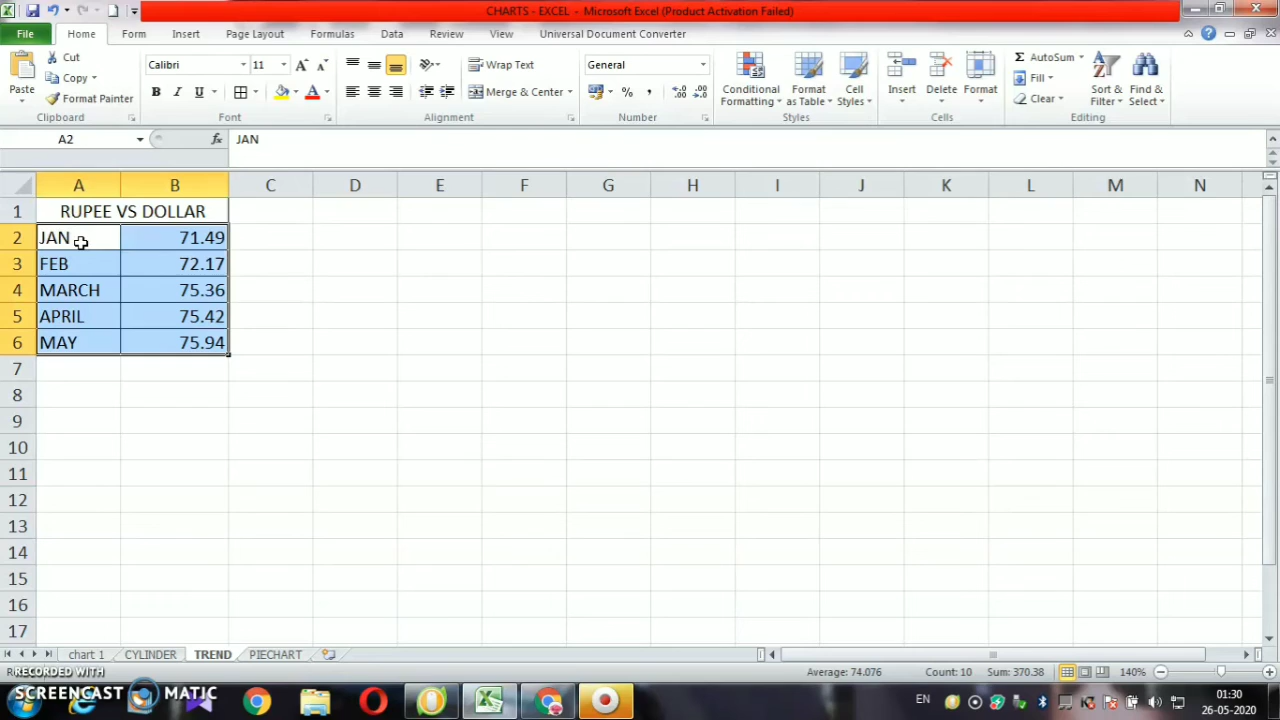 CHARTS - EXCEL - Microsoft Excel (Product Activation Failed)
File Home Form Insert Page Layout Formulas Data Review View Universal Document Converter
Paste
Cut
Copy
Format Painter
Clipboard
Calibri 11
B I U
Font
Wrap Text
Merge & Center
Alignment
General
% ,
Number
Conditional Formatting
Format as Table
Cell Styles
Styles
Insert Delete Format
Cells
Σ AutoSum
Fill
Clear
Sort & Filter
Find & Select
Editing
A2 fx JAN
A B C D E F G H I J K L M N
1 RUPEE VS DOLLAR
2 JAN 71.49
3 FEB 72.17
4 MARCH 75.36
5 APRIL 75.42
6 MAY 75.94
7
8
9
10
11
12
13
14
15
16
17
chart 1 CYLINDER TREND PIECHART
Average: 74.076 Count: 10 Sum: 370.38 140%
RECORDED WITH
SCREENCAST MATIC
EN
01:30
26-05-2020